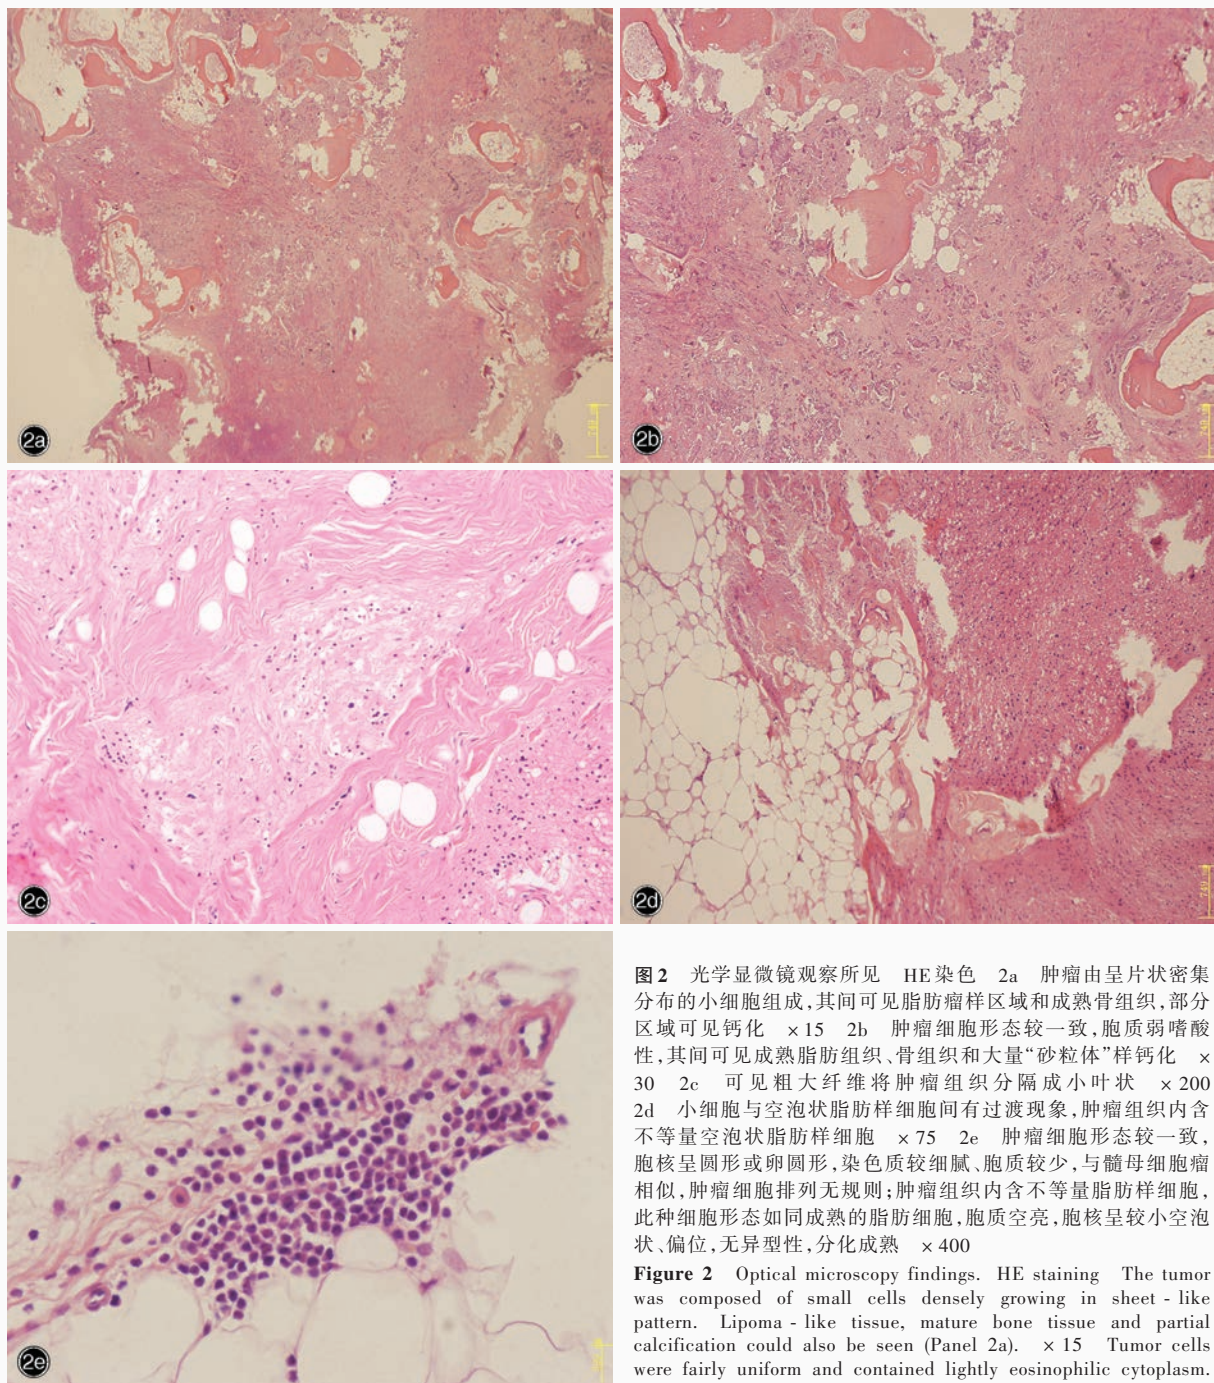 2a
2b
2c
2d
2e
图2 光学显微镜观察所见 HE染色 2a 肿瘤由呈片状密集
分布的小细胞组成,其间可见脂肪瘤样区域和成熟骨组织,部分
区域可见钙化 ×15 2b 肿瘤细胞形态较一致,胞质弱嗜酸
性,其间可见成熟脂肪组织、骨组织和大量“砂粒体”样钙化 ×
30 2c 可见粗大纤维将肿瘤组织分隔成小叶状 ×200
2d 小细胞与空泡状脂肪样细胞间有过渡现象,肿瘤组织内含
不等量空泡状脂肪样细胞 ×75 2e 肿瘤细胞形态较一致,
胞核呈圆形或卵圆形,染色质较细腻、胞质较少,与髓母细胞瘤
相似,肿瘤细胞排列无规则;肿瘤组织内含不等量脂肪样细胞,
此种细胞形态如同成熟的脂肪细胞,胞质空亮,胞核呈较小空泡
状、偏位,无异型性,分化成熟 ×400
Figure 2 Optical microscopy findings. HE staining The tumor
was composed of small cells densely growing in sheet - like
pattern. Lipoma - like tissue, mature bone tissue and partial
calcification could also be seen (Panel 2a). ×15 Tumor cells
were fairly uniform and contained lightly eosinophilic cytoplasm.